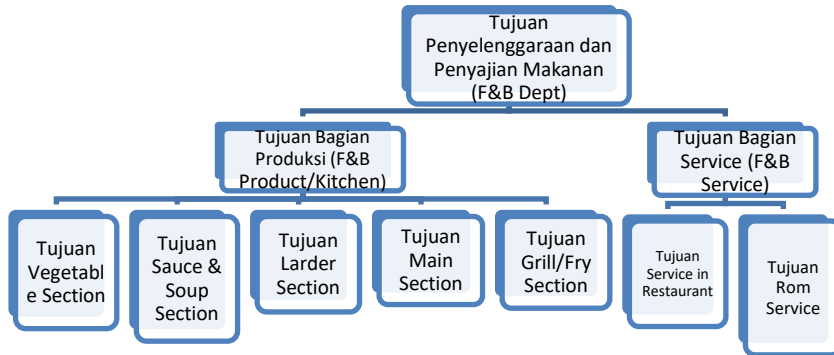 Tujuan
Penyelenggaraan dan
Penyajian Makanan
(F&B Dept)
Tujuan Bagian
Produksi (F&B
Product/Kitchen)
Tujuan Bagian
Service (F&B
Service)
Tujuan
Vegetabl
e Section
Tujuan
Sauce &
Soup
Section
Tujuan
Larder
Section
Tujuan
Main
Section
Tujuan
Grill/Fry
Section
Tujuan
Service in
Restaurant
Tujuan
Rom
Service